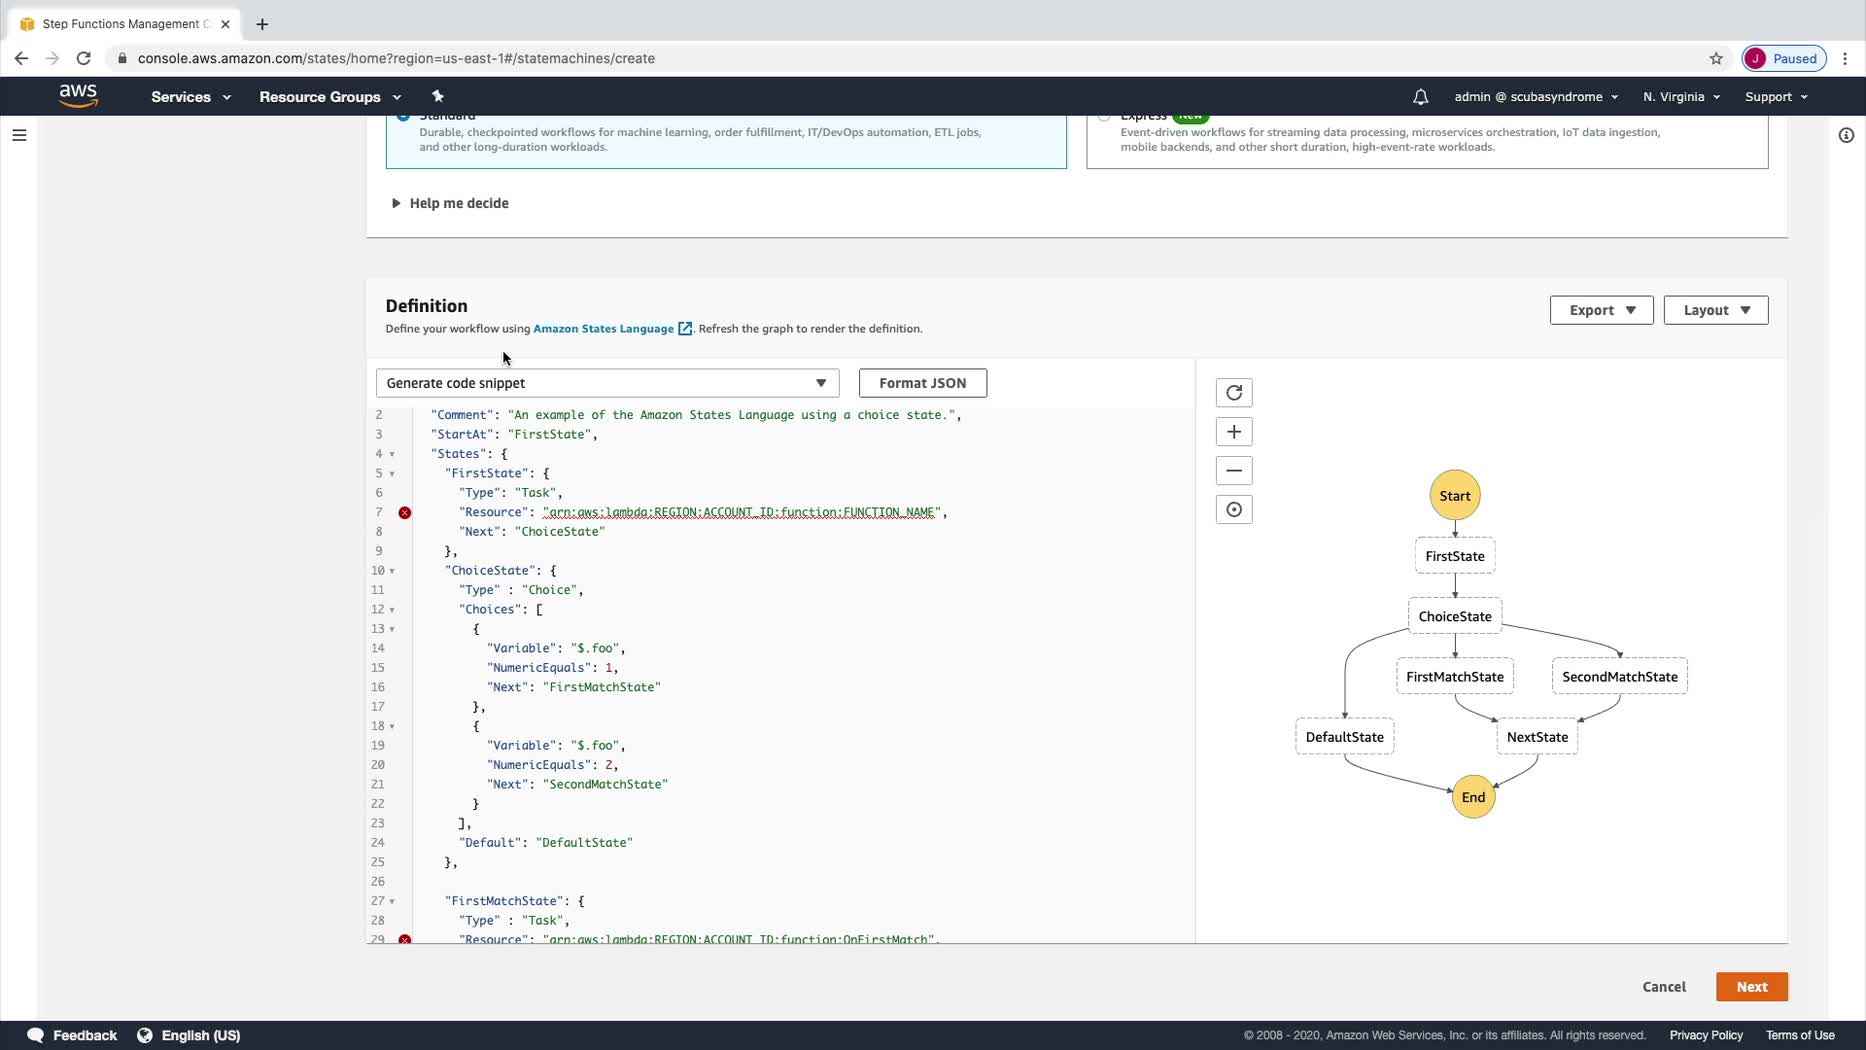 Step Functions Management C
console.aws.amazon.com/states/home?region=us-east-1#/statemachines/create
J Paused
aws Services Resource Groups admin @ scubasyndrome N. Virginia Support
Standard
Durable, checkpointed workflows for machine learning, order fulfillment, IT/DevOps automation, ETL jobs,
and other long-duration workloads.
Express New
Event-driven workflows for streaming data processing, microservices orchestration, IoT data ingestion,
mobile backends, and other short duration, high-event-rate workloads.
Help me decide
Definition
Define your workflow using Amazon States Language. Refresh the graph to render the definition.
Export
Layout
Generate code snippet
Format JSON
2 "Comment": "An example of the Amazon States Language using a choice state.",
3 "StartAt": "FirstState",
4 "States": {
5 "FirstState": {
6 "Type": "Task",
7 "Resource": "arn:aws:lambda:REGION:ACCOUNT_ID:function:FUNCTION_NAME",
8 "Next": "ChoiceState"
9 },
10 "ChoiceState": {
11 "Type" : "Choice",
12 "Choices": [
13 {
14 "Variable": "$.foo",
15 "NumericEquals": 1,
16 "Next": "FirstMatchState"
17 },
18 {
19 "Variable": "$.foo",
20 "NumericEquals": 2,
21 "Next": "SecondMatchState"
22 }
23 ],
24 "Default": "DefaultState"
25 },
26
27 "FirstMatchState": {
28 "Type" : "Task",
29 "Resource": "arn:aws:lambda:REGION:ACCOUNT_ID:function:OnFirstMatch",
Start
FirstState
ChoiceState
FirstMatchState
SecondMatchState
DefaultState
NextState
End
Cancel
Next
Feedback English (US) © 2008 - 2020, Amazon Web Services, Inc. or its affiliates. All rights reserved. Privacy Policy Terms of Use